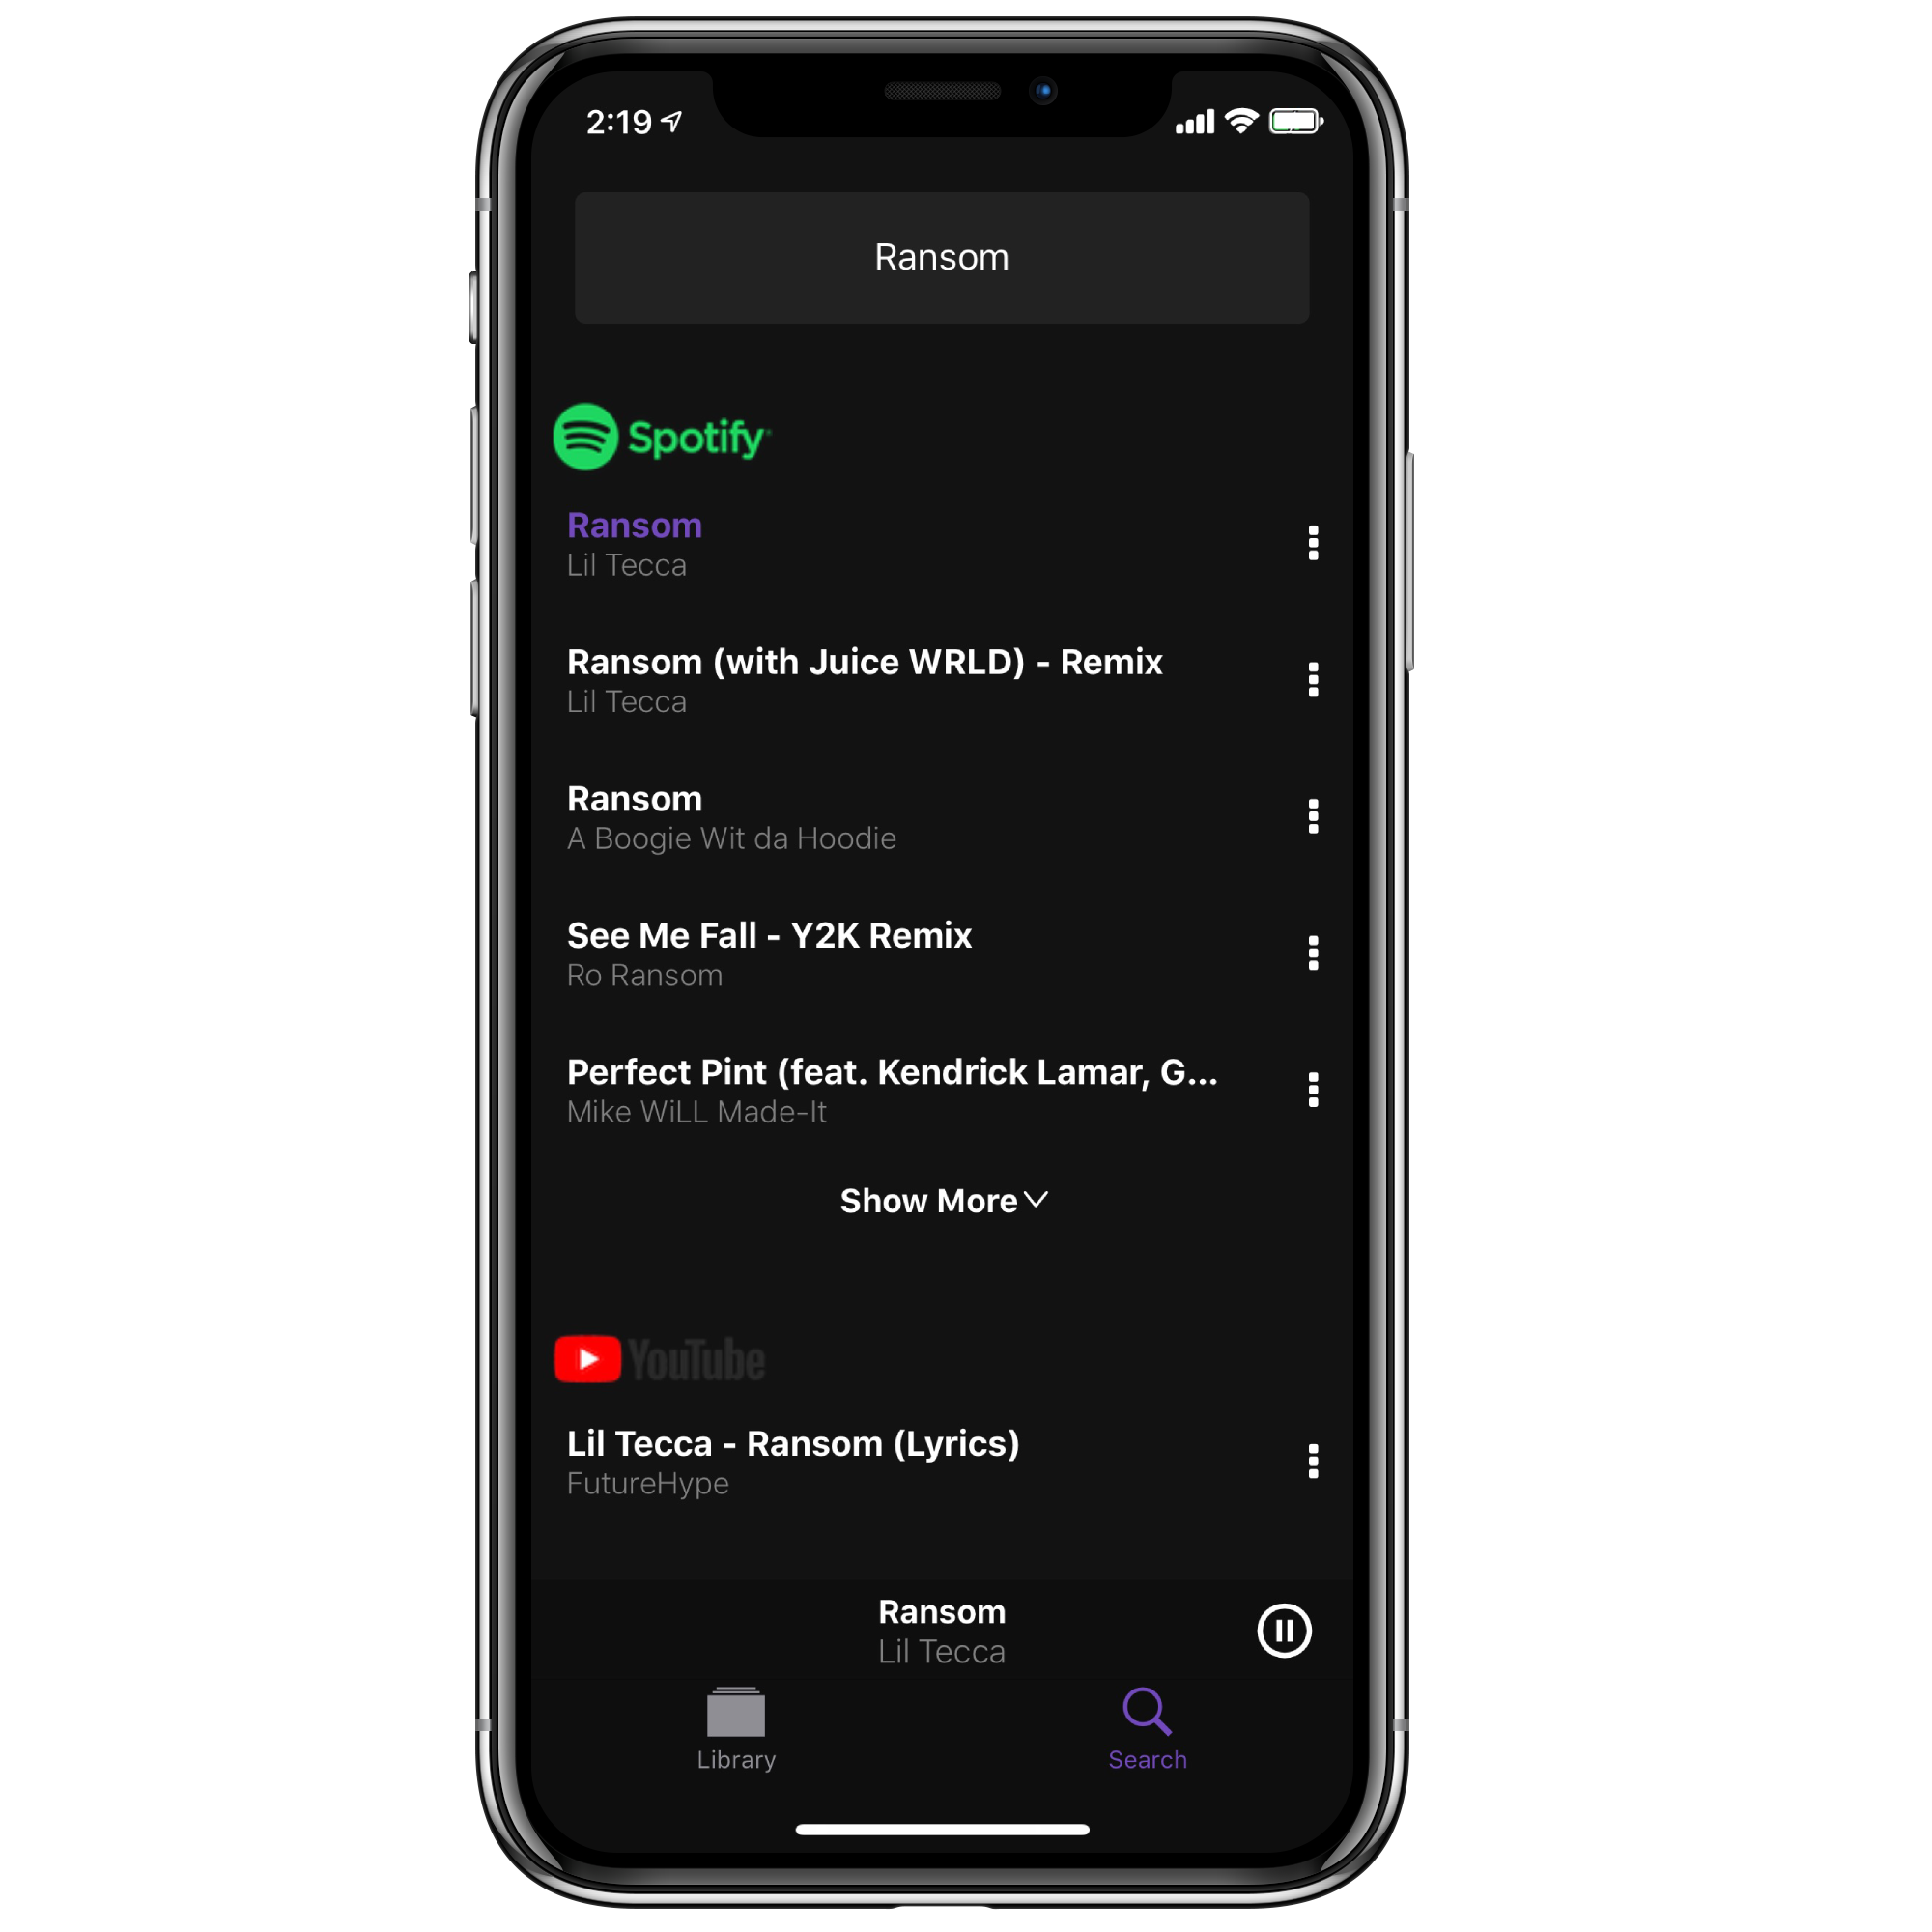 2:19
Ransom
Spotify
Ransom
Lil Tecca
Ransom (with Juice WRLD) - Remix
Lil Tecca
Ransom
A Boogie Wit da Hoodie
See Me Fall - Y2K Remix
Ro Ransom
Perfect Pint (feat. Kendrick Lamar, G...
Mike WiLL Made-It
Show More
YouTube
Lil Tecca - Ransom (Lyrics)
FutureHype
Ransom
Lil Tecca
Library
Search